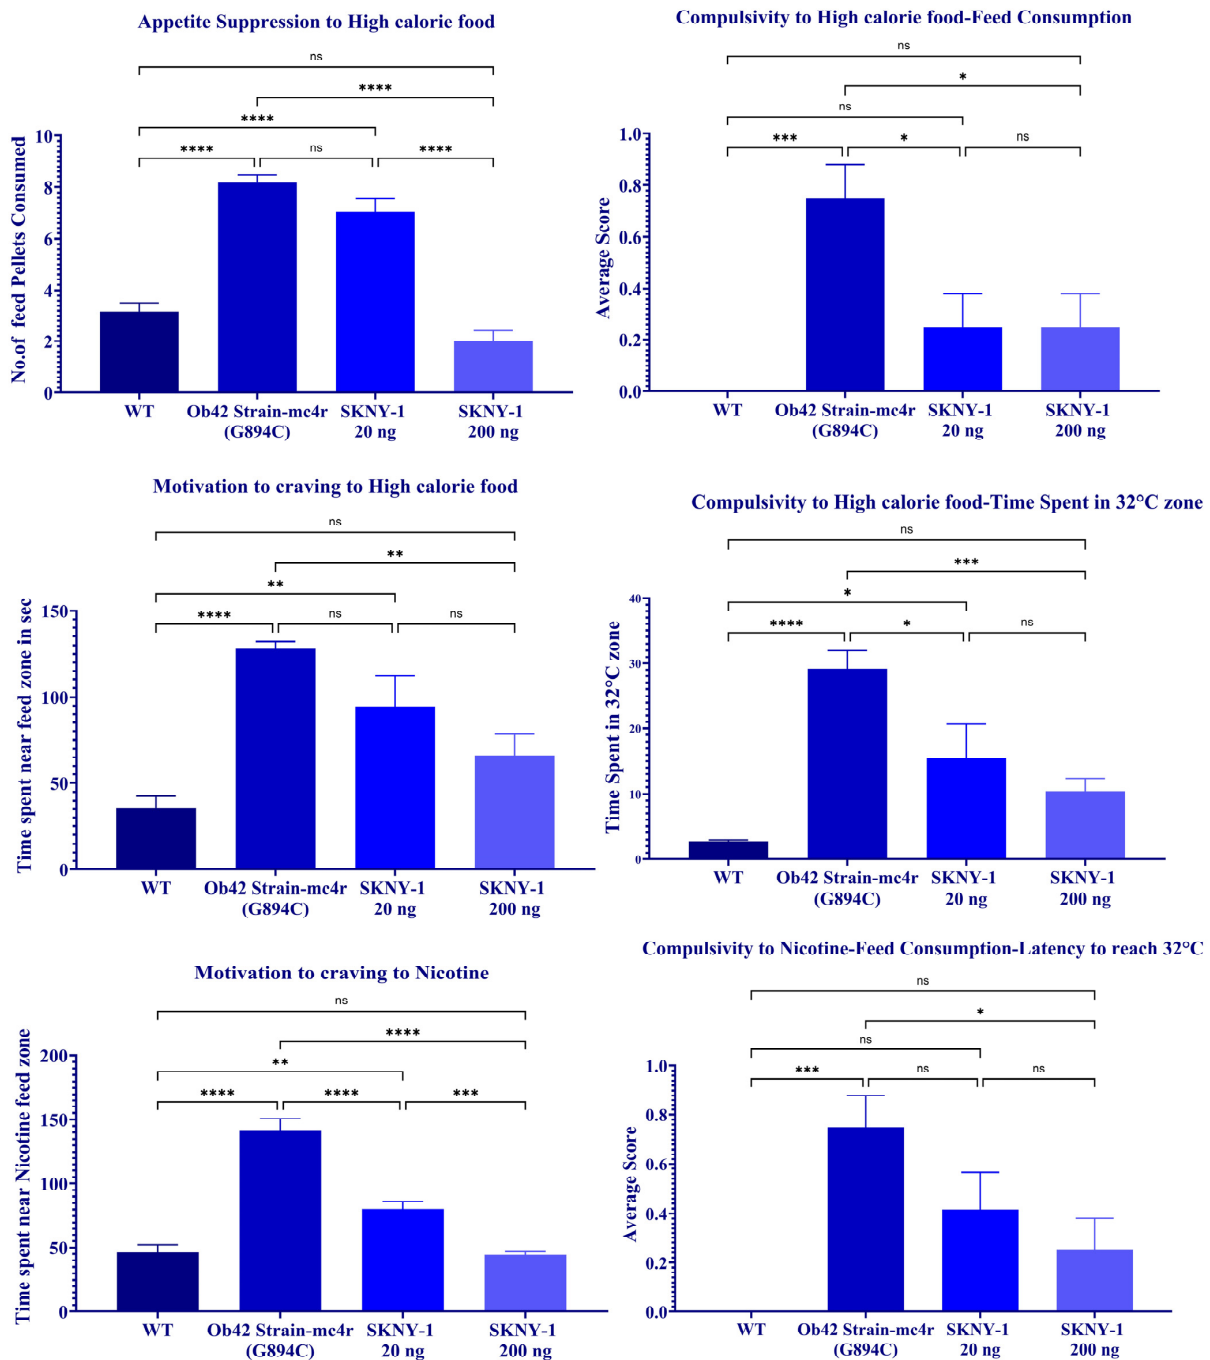 Appetite Suppression to High calorie food
ns
****
****
****
ns
****
No.of feed Pellets Consumed
10
8
6
4
2
0
WT
Ob42 Strain-mc4r
(G894C)
SKNY-1
20 ng
SKNY-1
200 ng
Compulsivity to High calorie food-Feed Consumption
ns
*
ns
***
*
ns
Average Score
1.0
0.8
0.6
0.4
0.2
0.0
WT
Ob42 Strain-mc4r
(G894C)
SKNY-1
20 ng
SKNY-1
200 ng
Motivation to craving to High calorie food
ns
**
**
****
ns
ns
Time spent near feed zone in sec
150
100
50
0
WT
Ob42 Strain-mc4r
(G894C)
SKNY-1
20 ng
SKNY-1
200 ng
Compulsivity to High calorie food-Time Spent in 32°C zone
ns
***
*
****
*
ns
Time Spent in 32°C zone
40
30
20
10
0
WT
Ob42 Strain-mc4r
(G894C)
SKNY-1
20 ng
SKNY-1
200 ng
Motivation to craving to Nicotine
ns
****
**
****
****
***
Time spent near Nicotine feed zone
200
150
100
50
0
WT
Ob42 Strain-mc4r
(G894C)
SKNY-1
20 ng
SKNY-1
200 ng
Compulsivity to Nicotine-Feed Consumption-Latency to reach 32°C
ns
*
ns
***
ns
ns
Average Score
1.0
0.8
0.6
0.4
0.2
0.0
WT
Ob42 Strain-mc4r
(G894C)
SKNY-1
20 ng
SKNY-1
200 ng